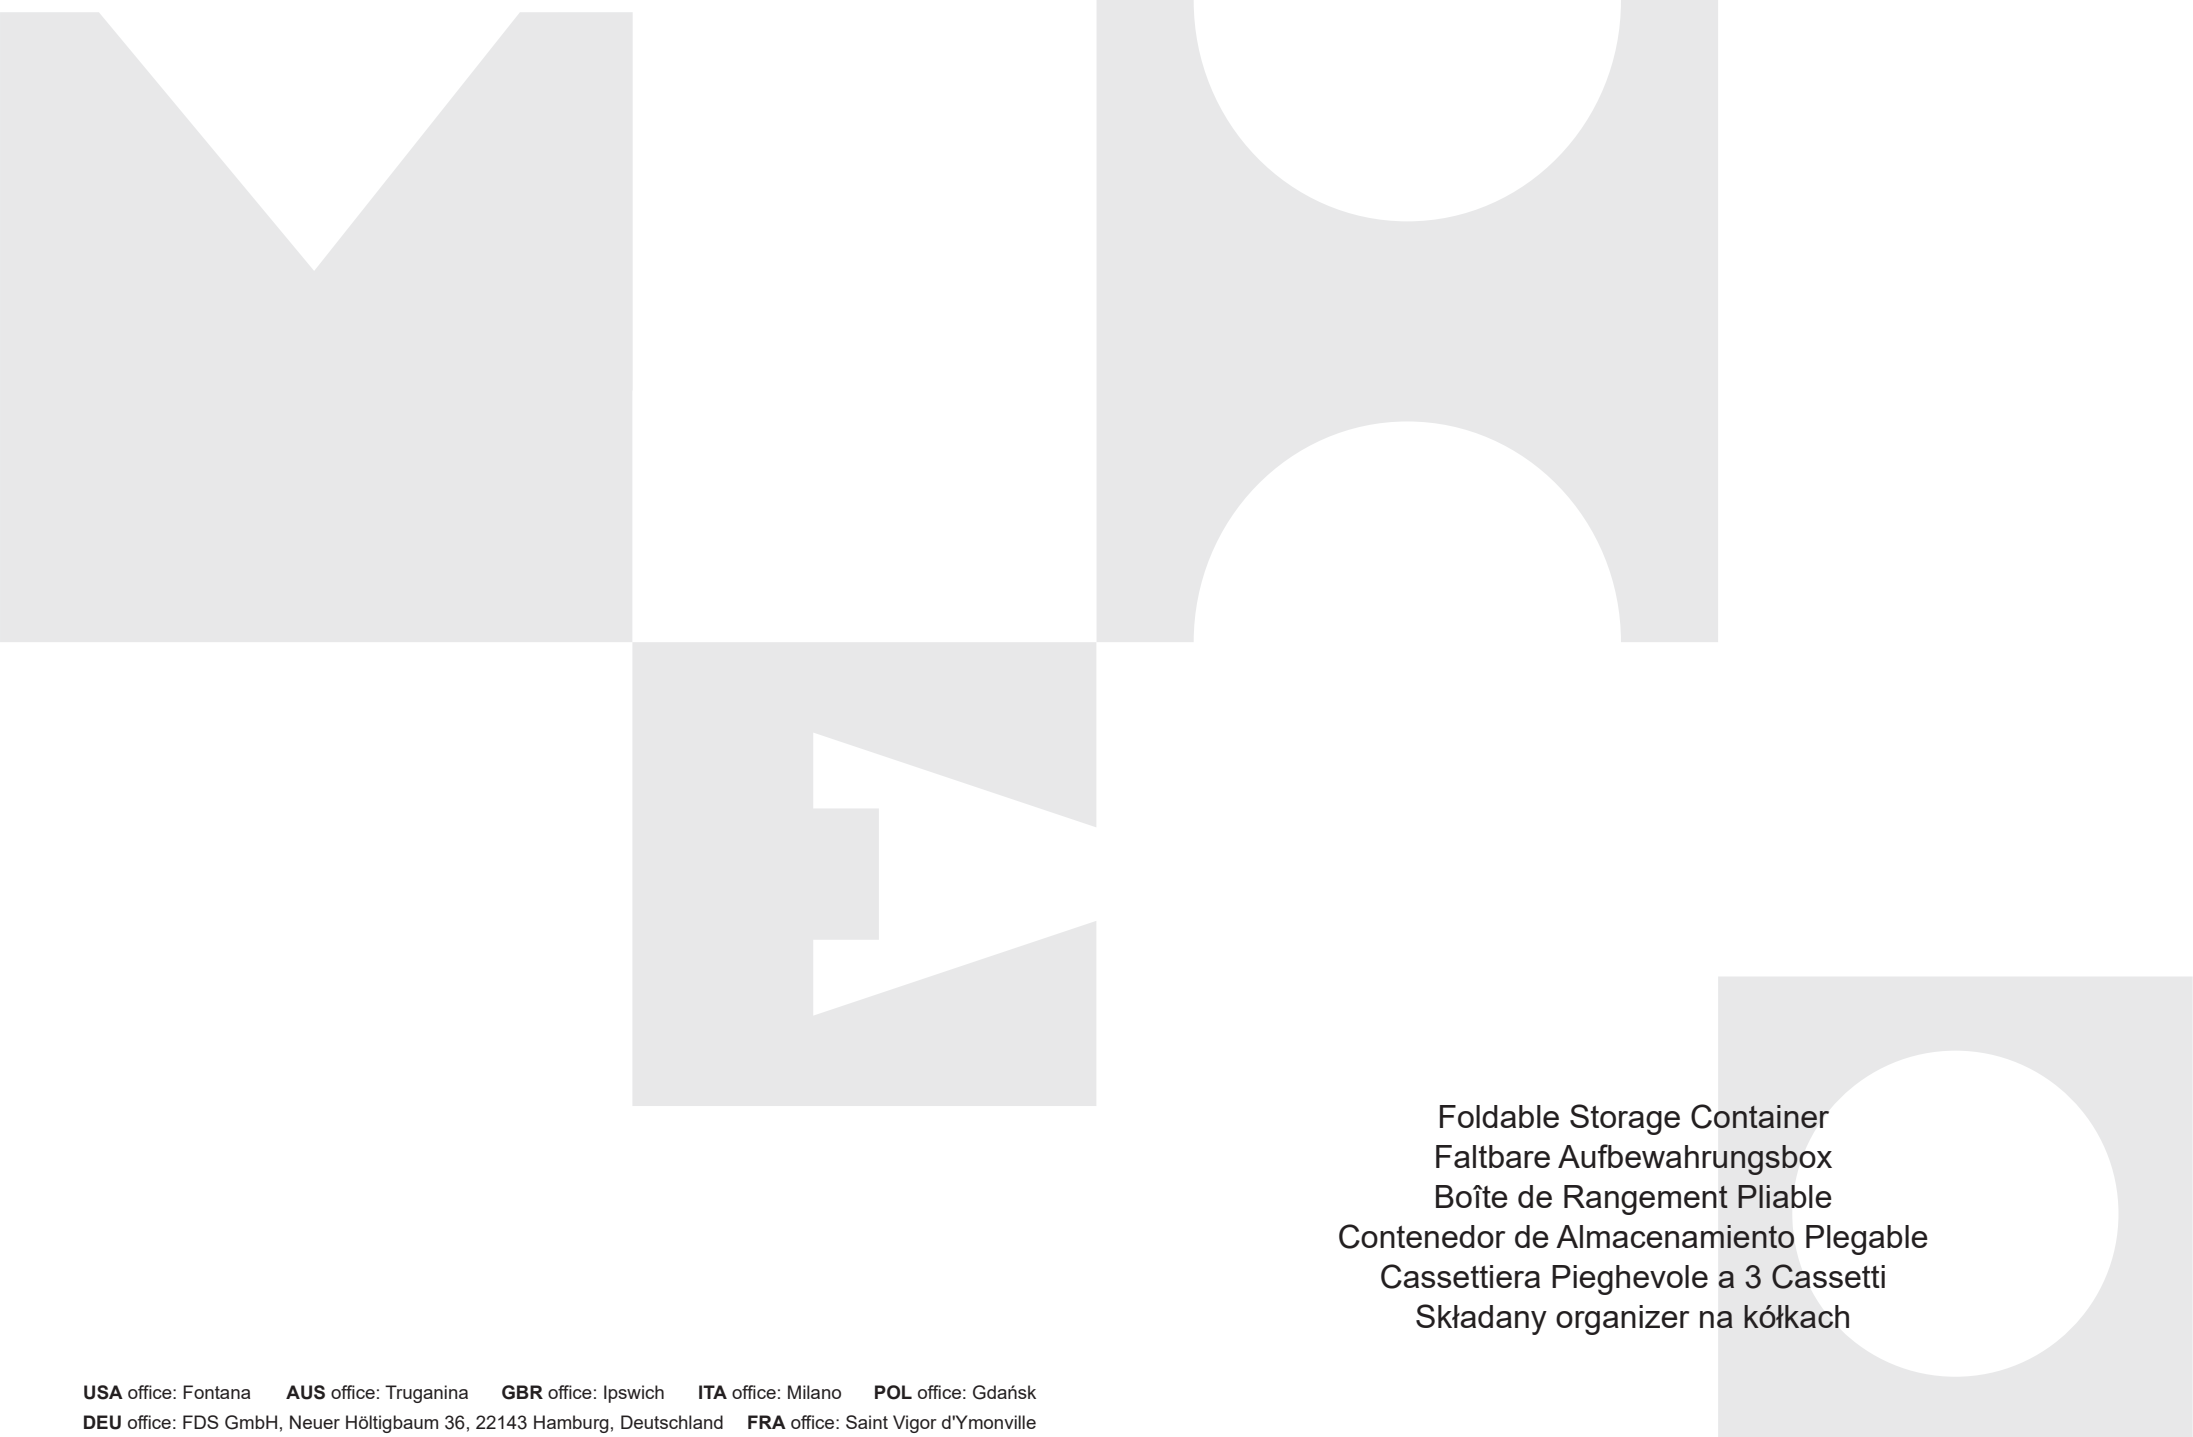 Foldable Storage Container
Faltbare Aufbewahrungsbox
Boîte de Rangement Pliable
Contenedor de Almacenamiento Plegable
Cassettiera Pieghevole a 3 Cassetti
Składany organizer na kółkach
USA office: Fontana AUS office: Truganina GBR office: Ipswich ITA office: Milano POL office: Gdańsk
DEU office: FDS GmbH, Neuer Höltigbaum 36, 22143 Hamburg, Deutschland FRA office: Saint Vigor d'Ymonville